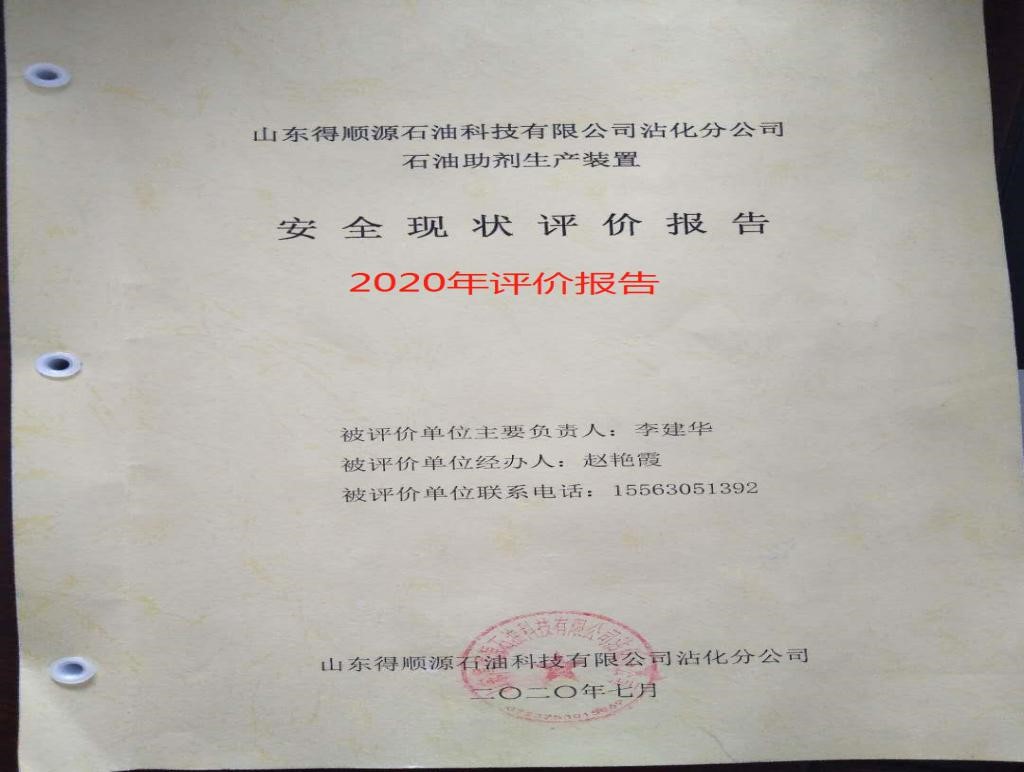 山东得顺源石油科技有限公司沾化分公司
石油助剂生产装置
安全现状评价报告
2020年评价报告
被评价单位主要负责人：李建华
被评价单位经办人：赵艳霞
被评价单位联系电话：15563051392
山东得顺源石油科技有限公司沾化分公司
二〇二〇年七月